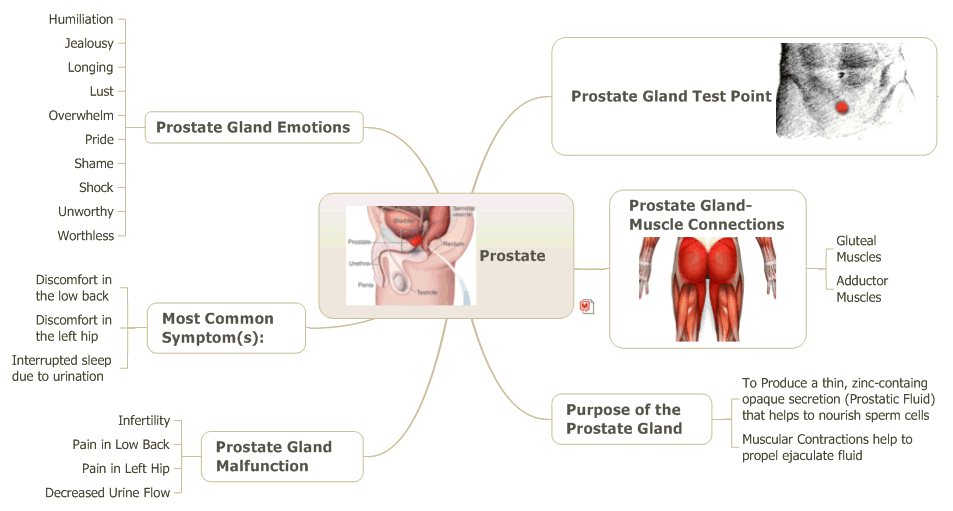 Humiliation
Jealousy
Longing
Lust
Overwhelm
Pride
Shame
Shock
Unworthy
Worthless
Prostate Gland Emotions
Discomfort in
the low back
Discomfort in
the left hip
Interrupted sleep
due to urination
Most Common
Symptom(s):
Infertility
Pain in Low Back
Pain in Left Hip
Decreased Urine Flow
Prostate Gland
Malfunction
Bladder
Seminal
vesicle
Prostate
Rectum
Urethra
Penis
Testicle
Prostate
Prostate Gland Test Point
Prostate Gland-
Muscle Connections
Gluteal
Muscles
Adductor
Muscles
Purpose of the
Prostate Gland
To Produce a thin, zinc-containg
opaque secretion (Prostatic Fluid)
that helps to nourish sperm cells
Muscular Contractions help to
propel ejaculate fluid
M